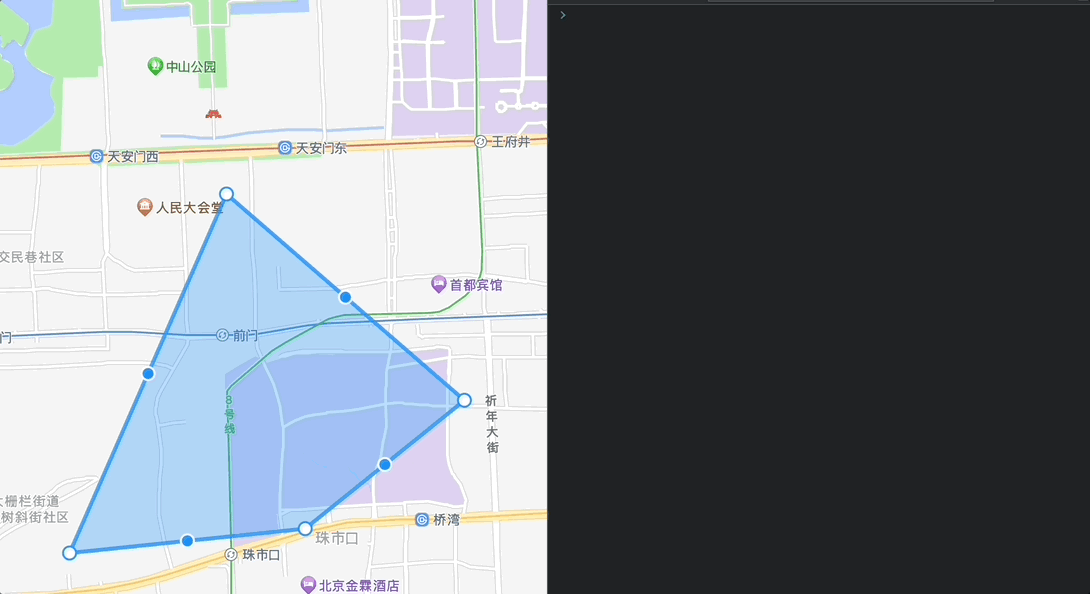 中山公园
天安门西
天安门东
王府井
人民大会堂
交民巷社区
首都宾馆
门
前门
8号线
祈年大街
大栅栏街道
树斜街社区
桥湾
珠市口
珠市口
北京金霖酒店